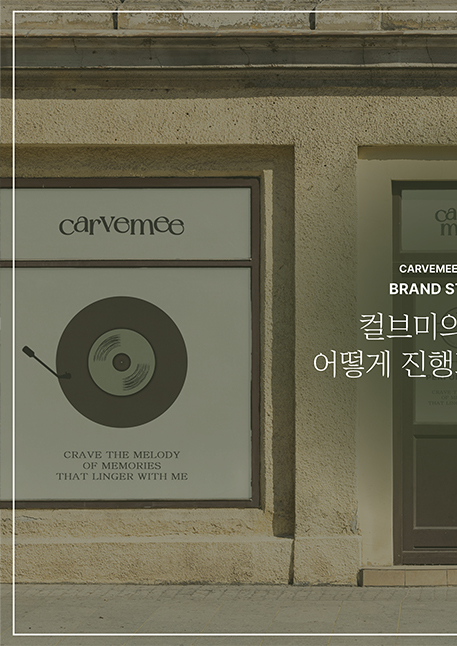 carvemee
CRAVE THE MELODY
OF MEMORIES
THAT LINGER WITH ME
ca
m
CARVEMEE
BRAND ST
컬브미의
어떻게 진행